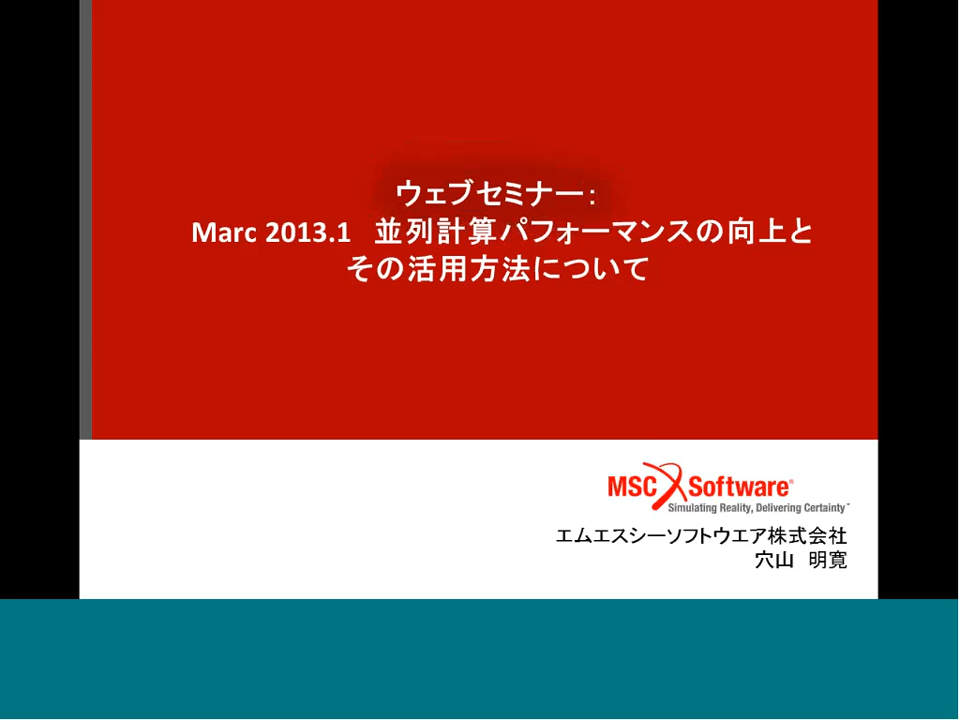 ウェブセミナー：
Marc 2013.1　並列計算パフォーマンスの向上と
その活用方法について
MSC Software®
Simulating Reality, Delivering Certainty™
エムエスシーソフトウエア株式会社
穴山　明寛